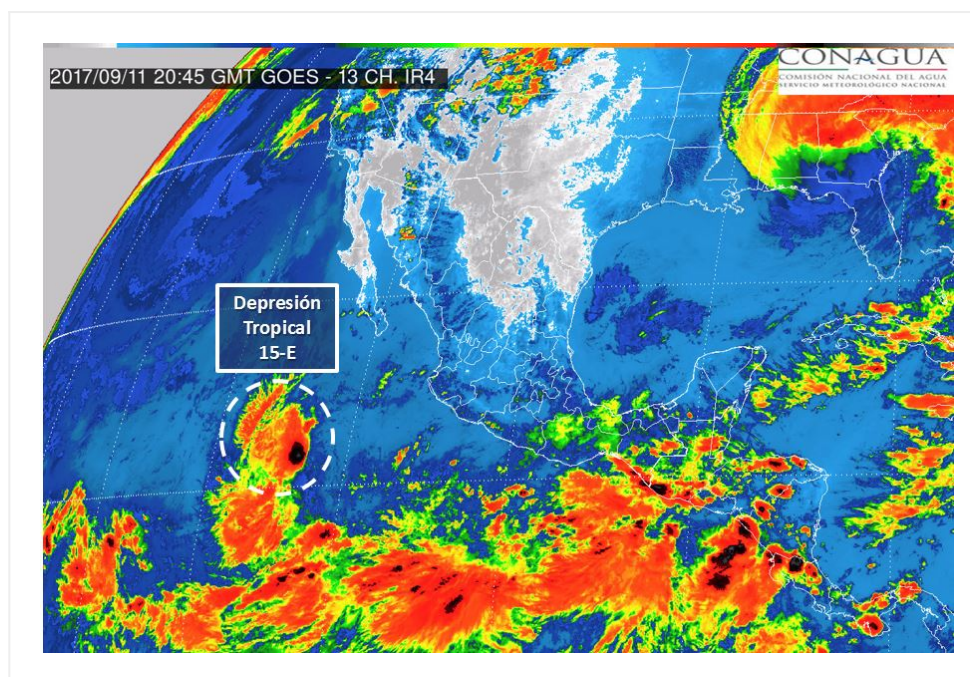 CONAGUA
COMISIÓN NACIONAL DEL AGUA
SERVICIO METEOROLÓGICO NACIONAL
2017/09/11 20:45 GMT GOES - 13 CH. IR4
Depresión
Tropical
15-E